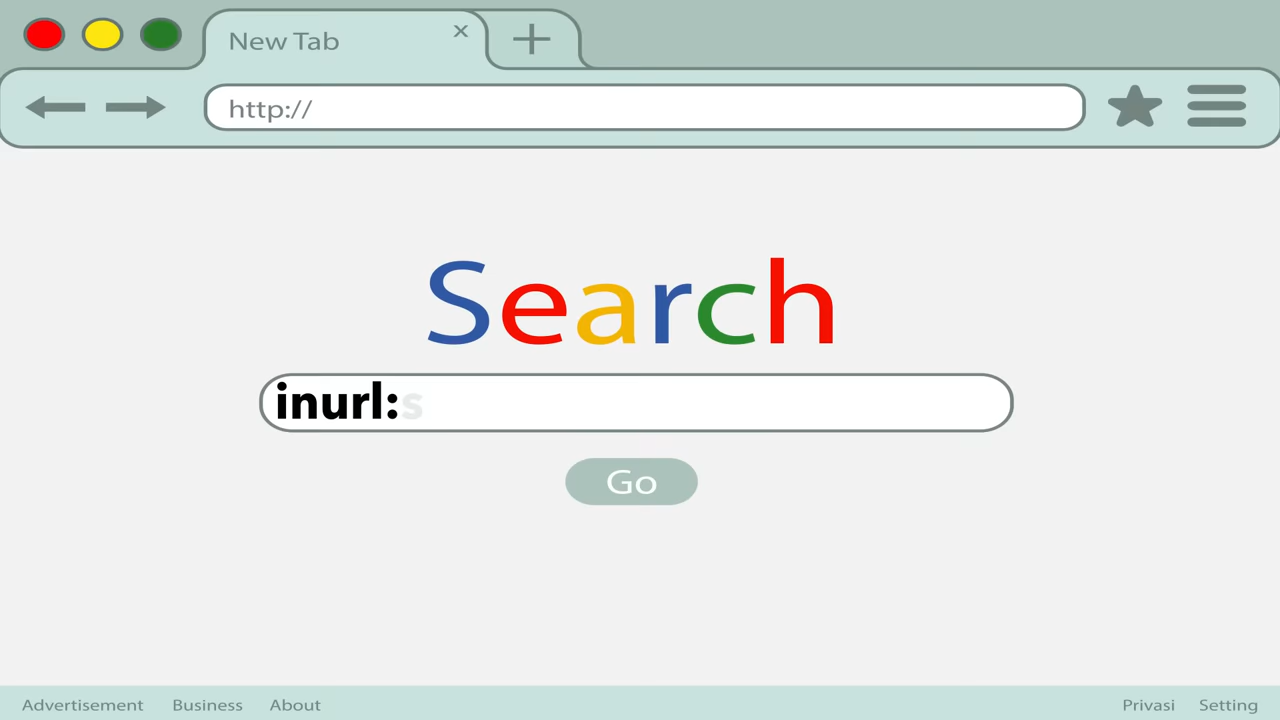 New Tab ×
http://
Search
inurl:s
Go
Advertisement Business About Privasi Setting